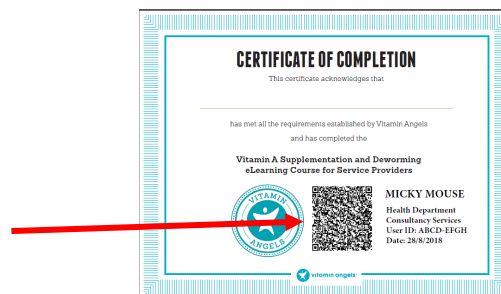 CERTIFICATE OF COMPLETION
This certificate acknowledges that
has met all the requirements established by Vitamin Angels
and has completed the
Vitamin A Supplementation and Deworming
eLearning Course for Service Providers
VITAMIN
ANGELS
MICKY MOUSE
Health Department
Consultancy Services
User ID: ABCD-EFGH
Date: 28/8/2018
vitamin angels